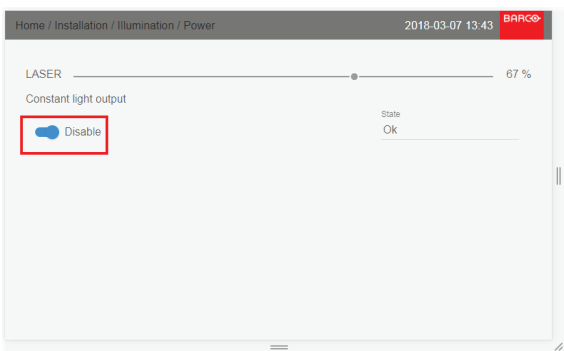 Home / Installation / Illumination / Power 2018-03-07 13:43 BARCO
LASER 67 %
Constant light output
State
Disable
Ok